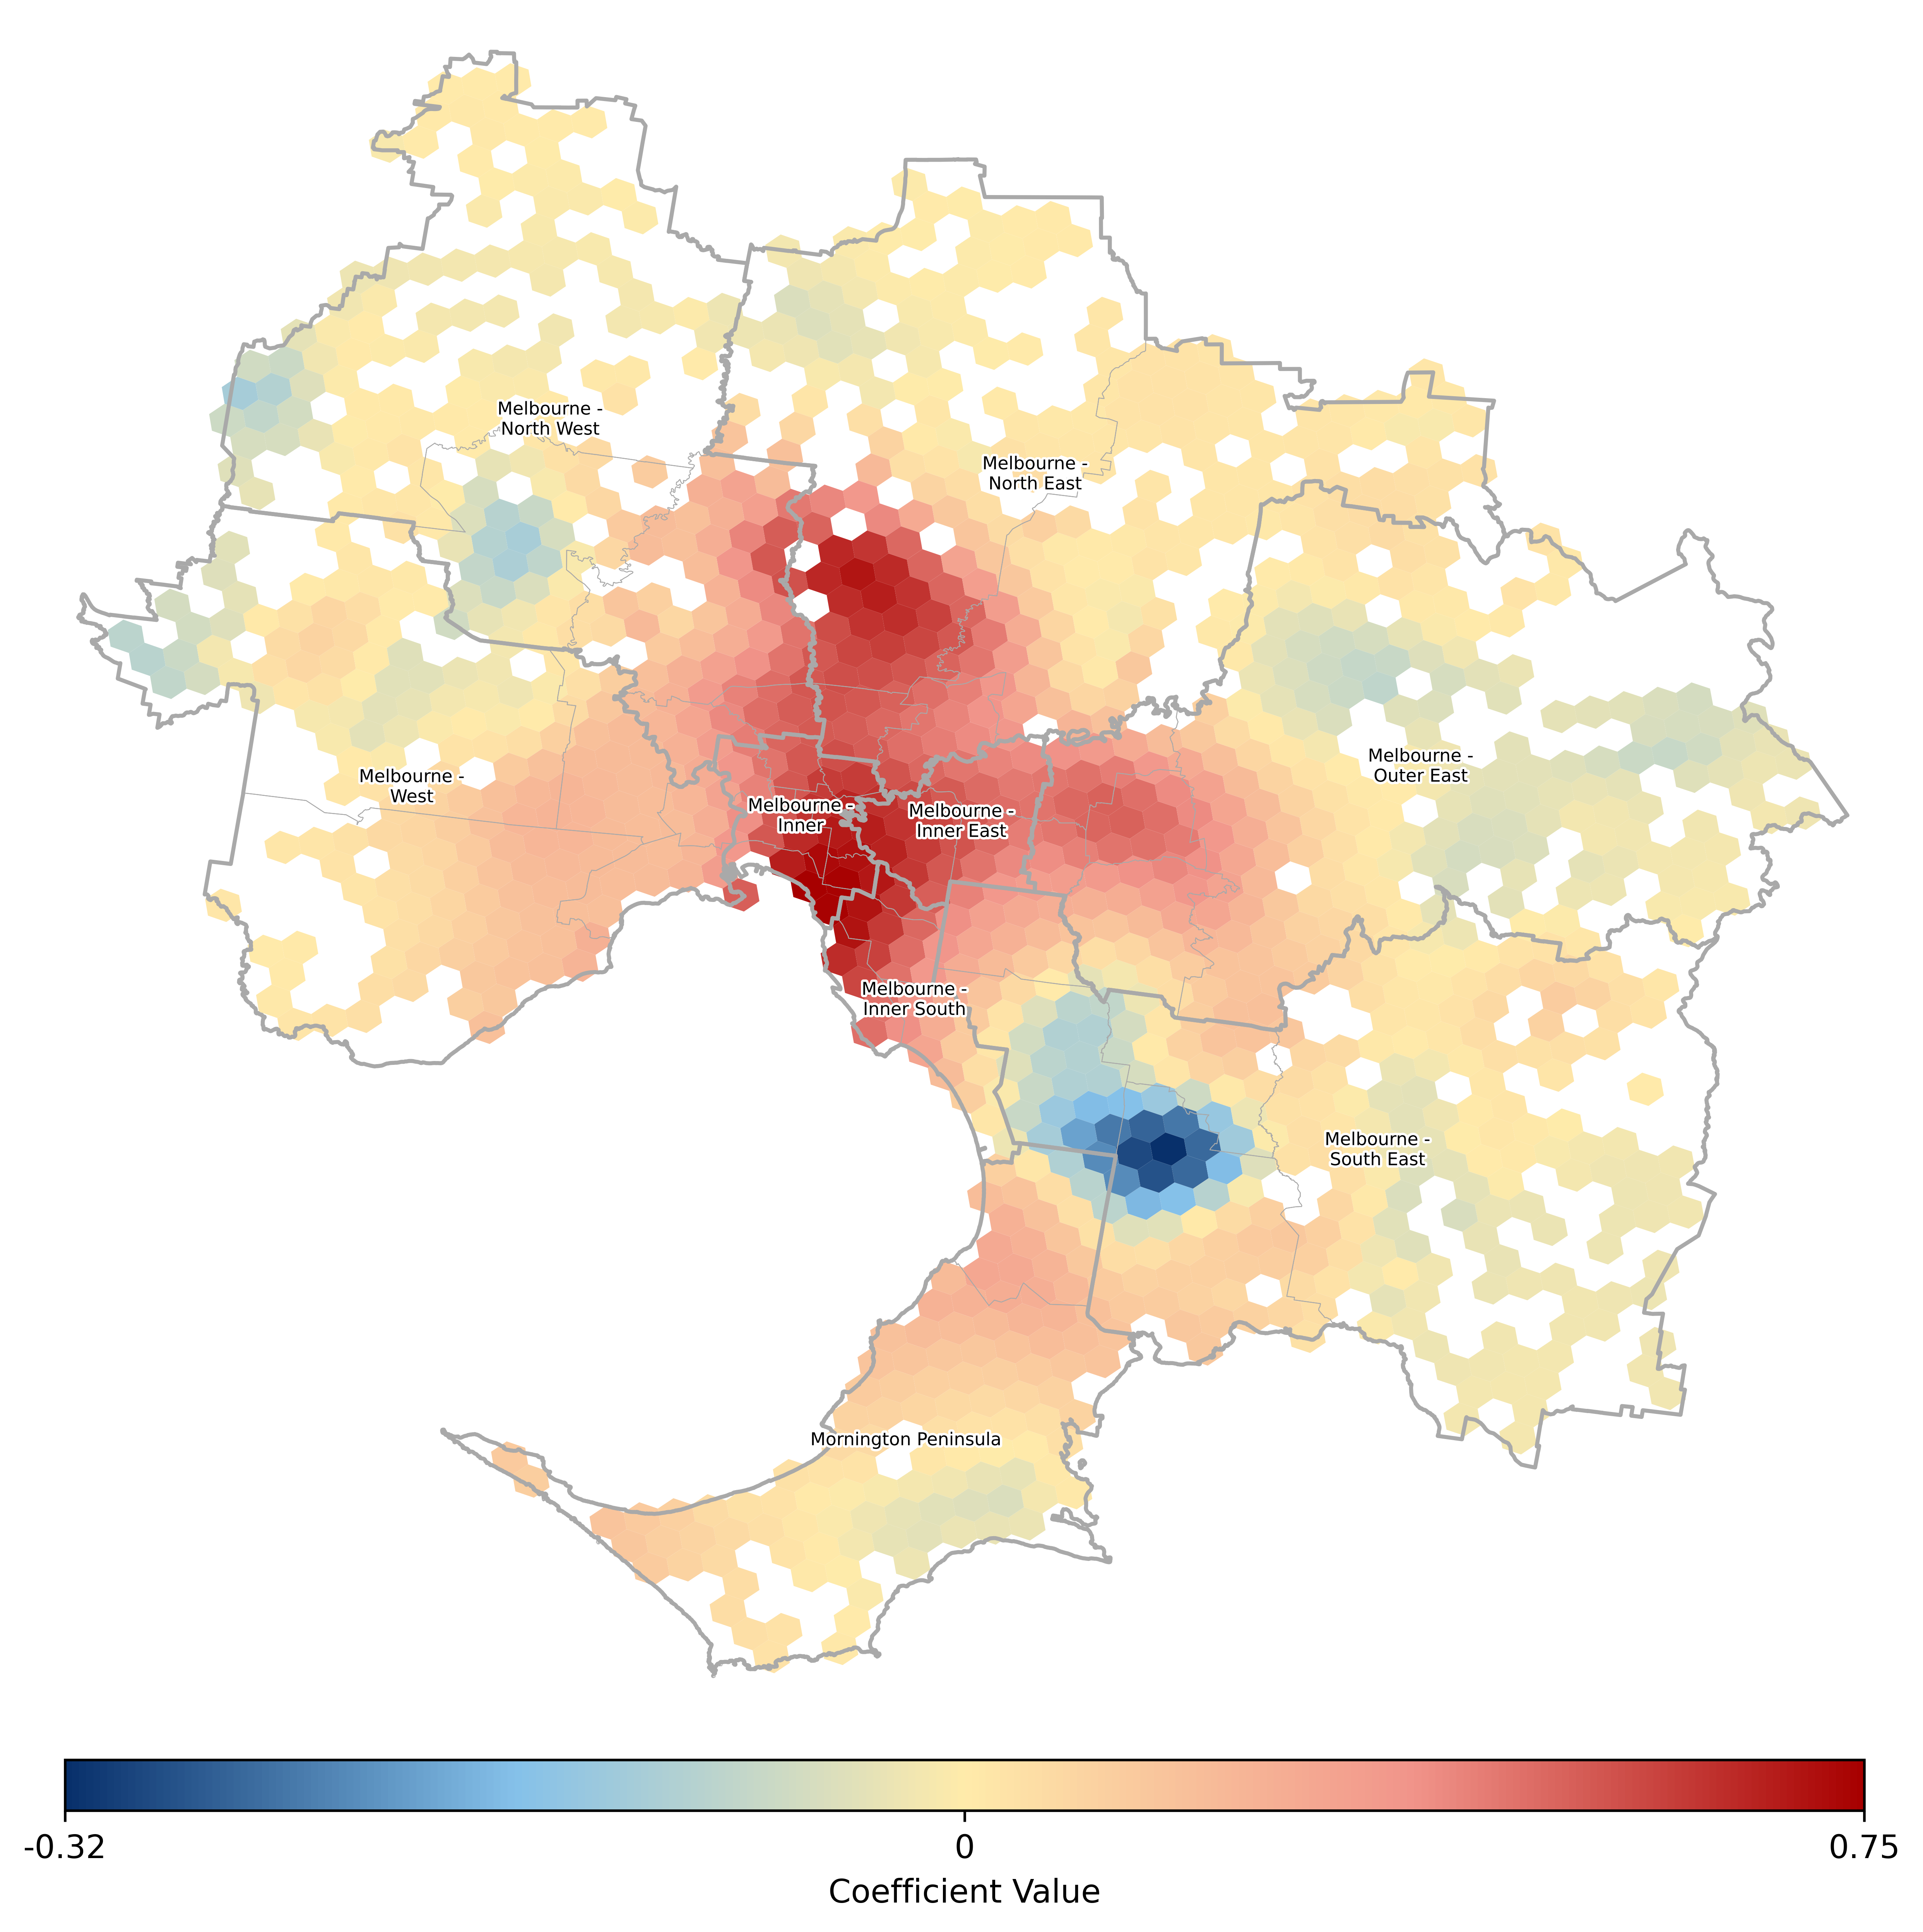 Melbourne -
North West
Melbourne -
North East
Melbourne -
Outer East
Melbourne -
West
Melbourne -
Inner
Melbourne -
Inner East
Melbourne -
Inner South
Melbourne -
South East
Mornington Peninsula
-0.32
0
0.75
Coefficient Value